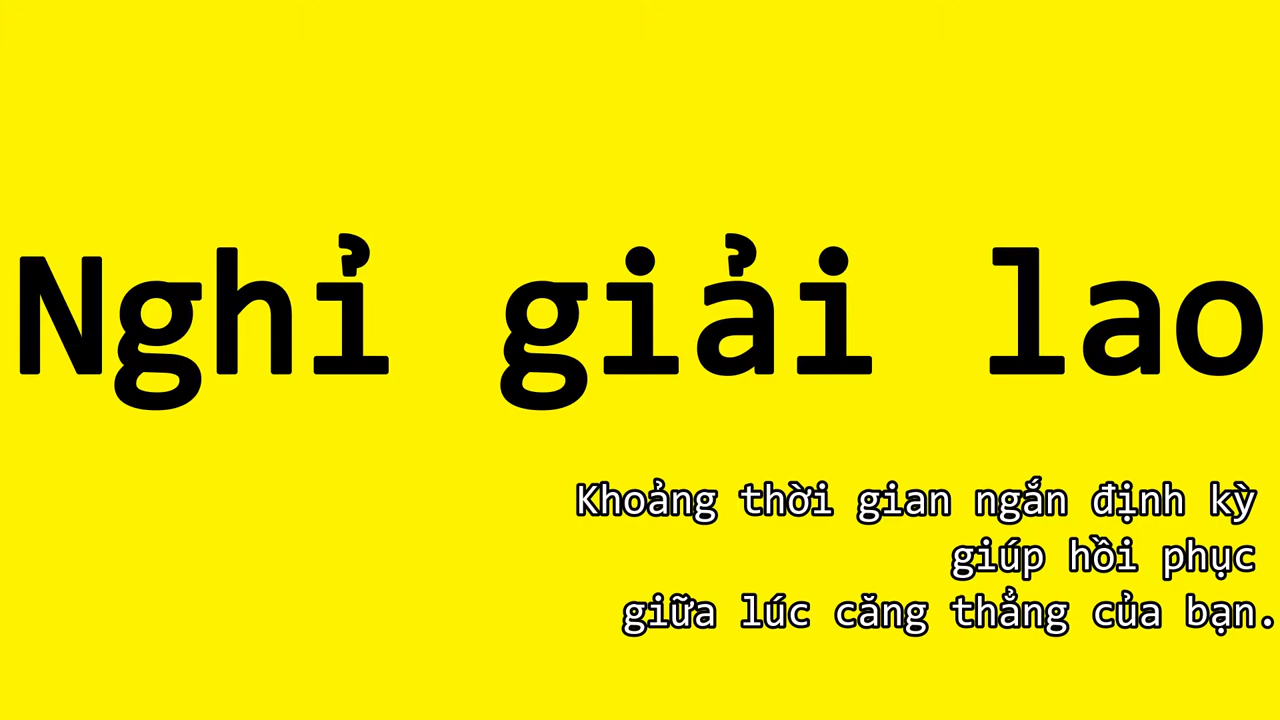 Nghỉ giải lao
Khoảng thời gian ngắn định kỳ
giúp hồi phục
giữa lúc căng thẳng của bạn.